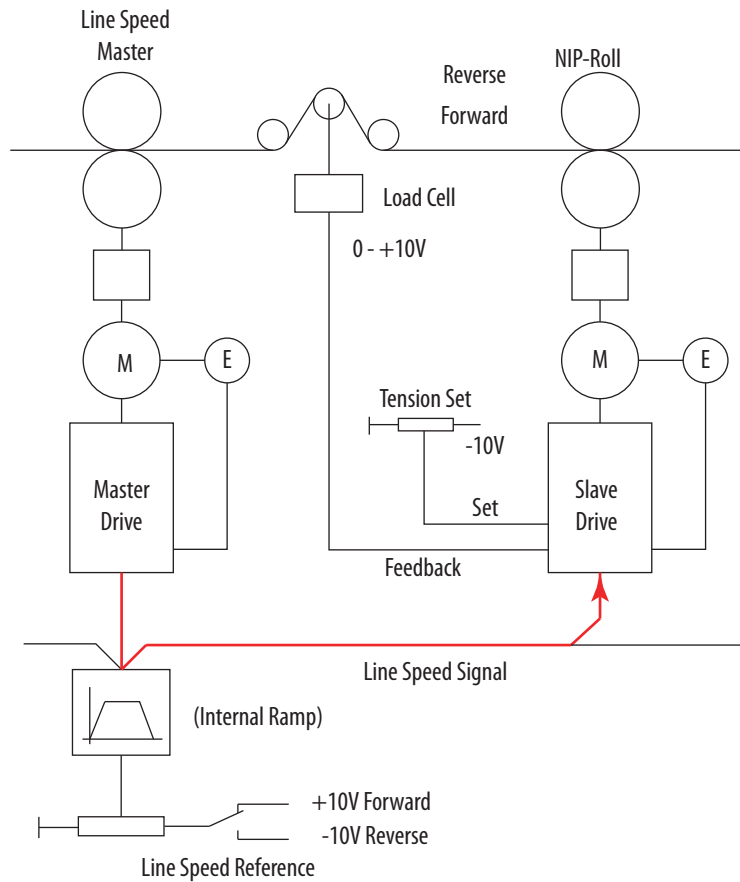 Line Speed
Master
NIP-Roll
Reverse
Forward
Load Cell
0 - +10V
M
E
M
E
Tension Set
-10V
Master
Drive
Slave
Drive
Set
Feedback
Line Speed Signal
(Internal Ramp)
+10V Forward
-10V Reverse
Line Speed Reference